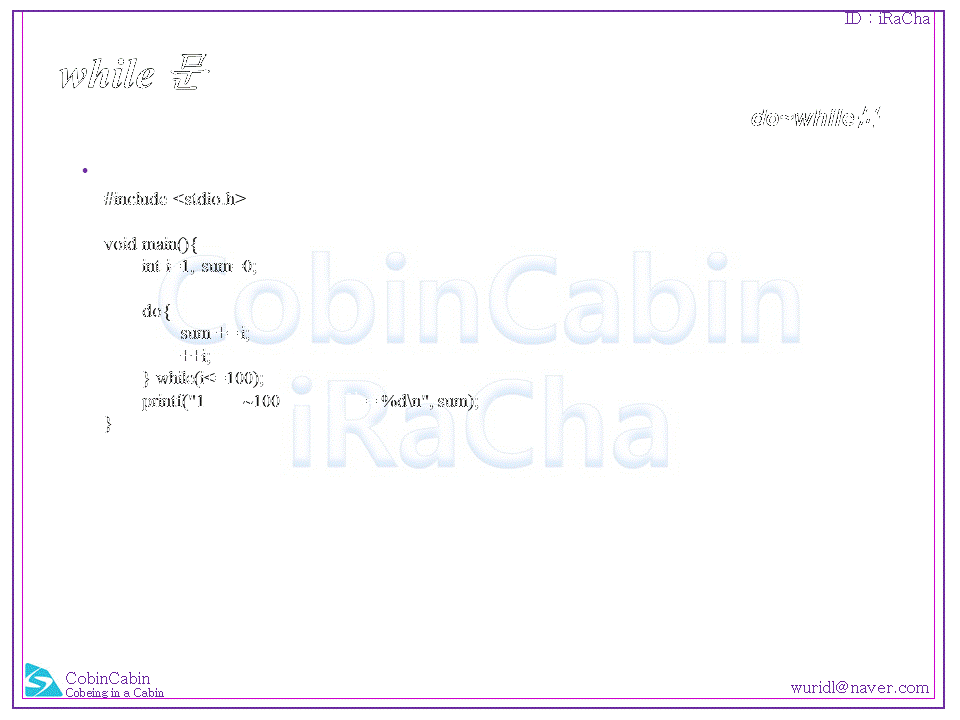 ID : iRaCha
while 문
do~while문
•
#include <stdio.h>
void main(){
int i=1, sum=0;
do{
sum+=i;
++i;
} while(i<=100);
printf("1 ~100 = %d\n", sum);
}
CobinCabin
iRaCha
CobinCabin
Cobeing in a Cabin
wuridl@naver.com